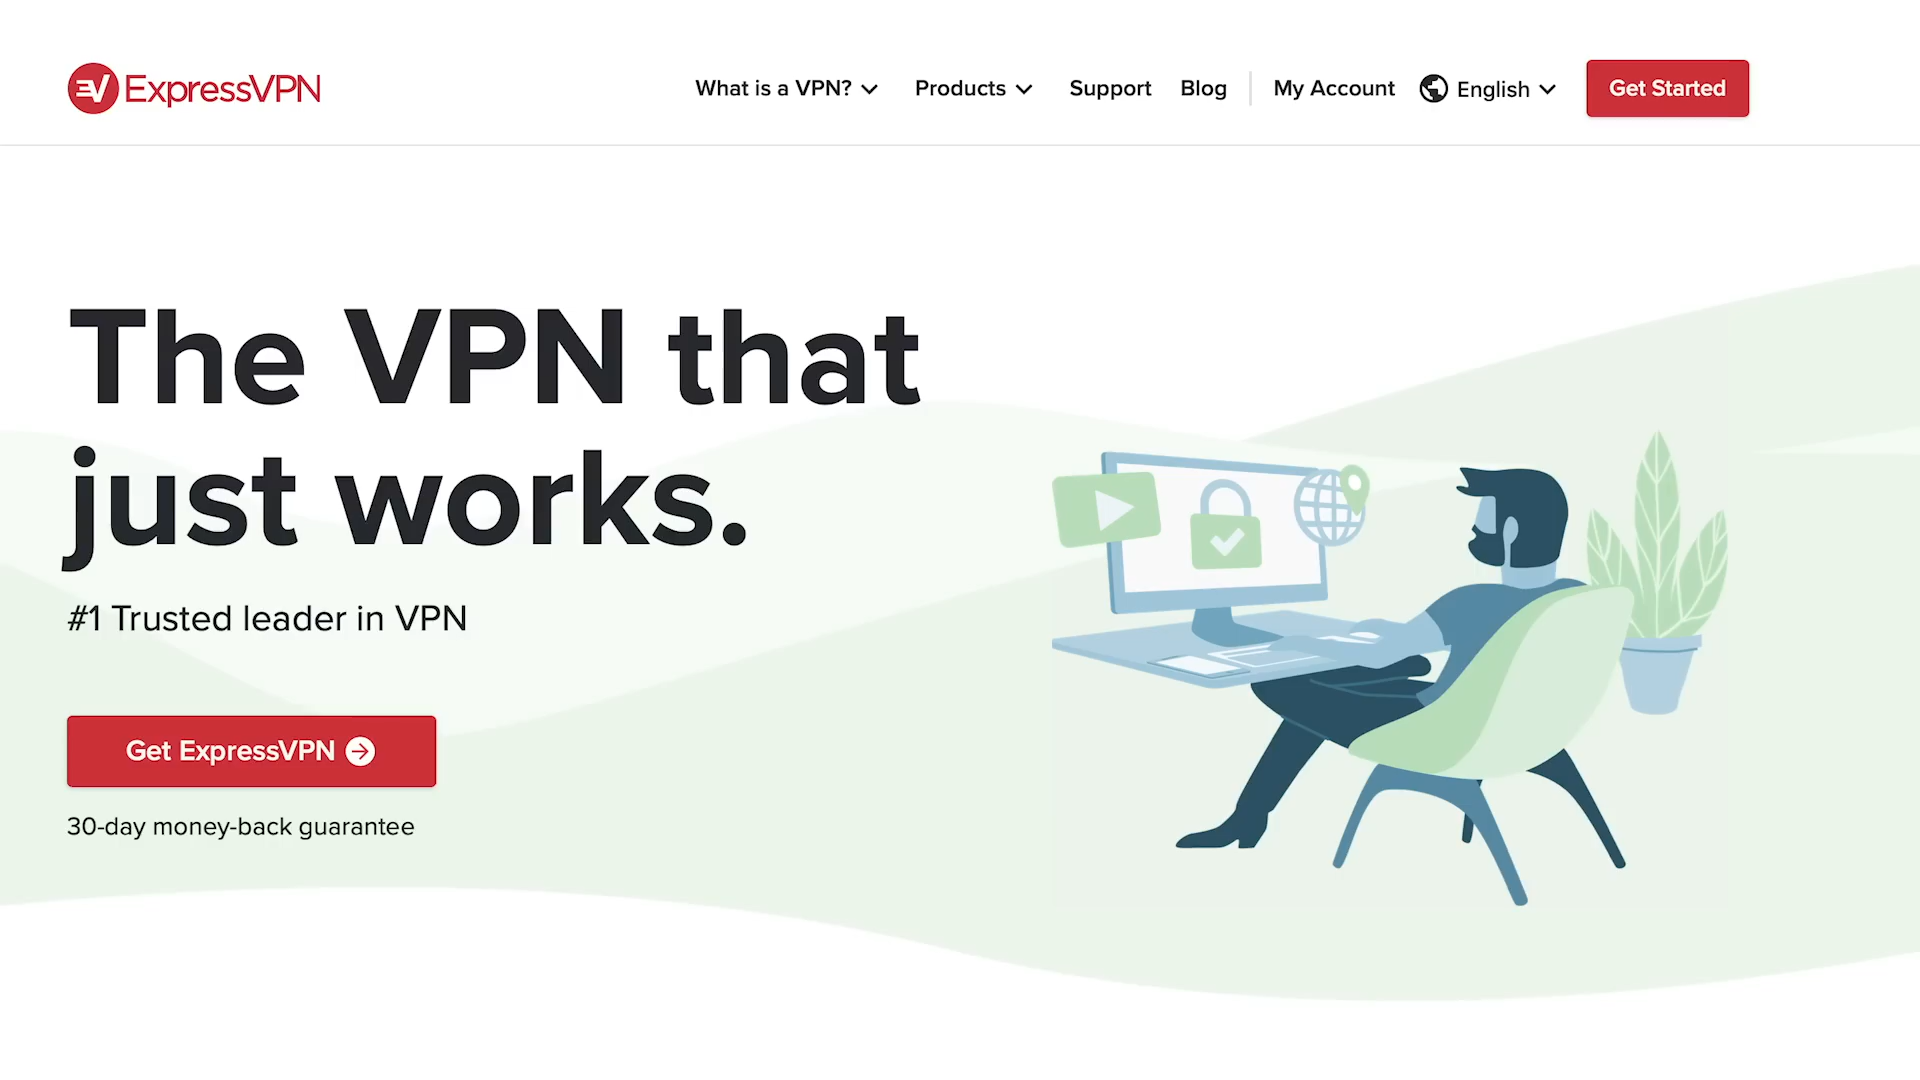 ExpressVPN
What is a VPN?
Products
Support
Blog
My Account
English
Get Started
The VPN that
just works.
#1 Trusted leader in VPN
Get ExpressVPN
30-day money-back guarantee